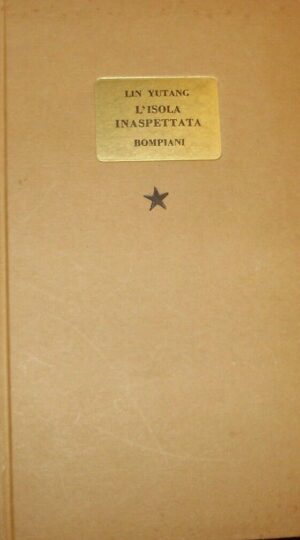 LIN YUTANG
L'ISOLA
INASPETTATA
BOMPIANI